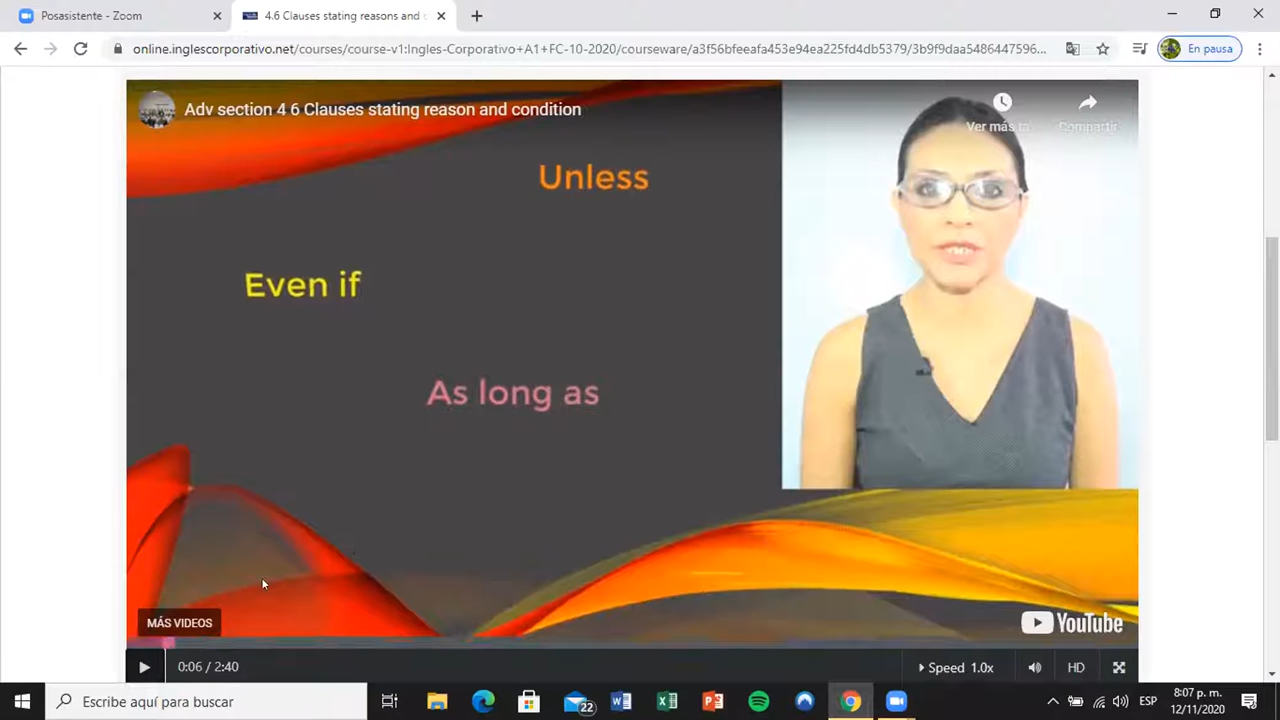 Posasistente - Zoom
4.6 Clauses stating reasons and c
online.inglescorporativo.net/courses/course-v1:Ingles-Corporativo+A1+FC-10-2020/courseware/a3f56bfeeafa453e94ea225fd4db5379/3b9f9daa5486447596...
En pausa
Adv section 4 6 Clauses stating reason and condition
Ver más ta
Compartir
Unless
Even if
As long as
MÁS VIDEOS
YouTube
0:06 / 2:40
Speed 1.0x
HD
Escribe aquí para buscar
22
ESP
8:07 p. m.
12/11/2020